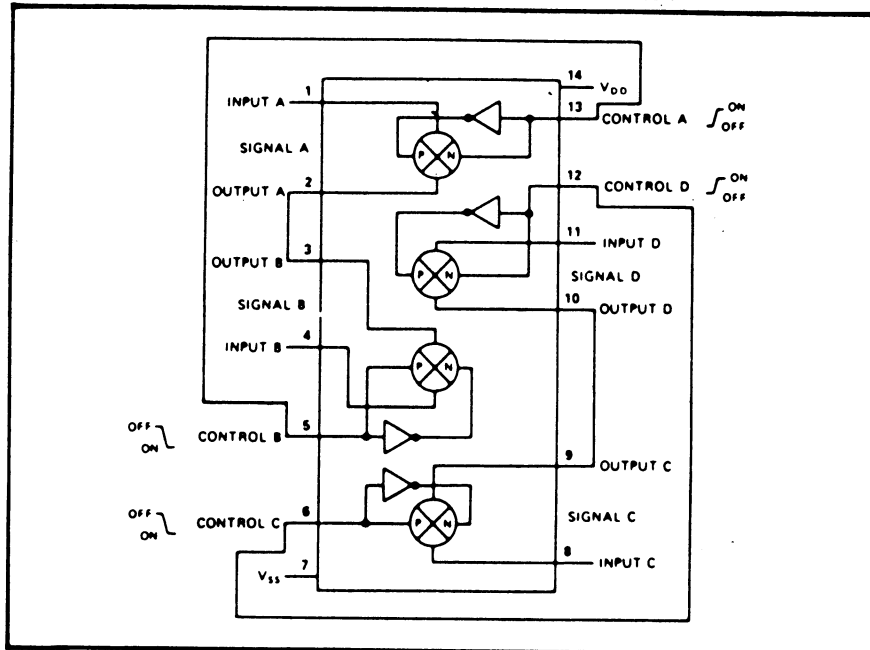 1
INPUT A
SIGNAL A
2
OUTPUT A
3
OUTPUT B
SIGNAL B
4
INPUT B
5
OFF
ON
CONTROL B
6
OFF
ON
CONTROL C
7
VSS
14
VDD
13
CONTROL A
ON
OFF
12
CONTROL D
ON
OFF
11
INPUT D
SIGNAL D
10
OUTPUT D
9
OUTPUT C
SIGNAL C
8
INPUT C
P N
P N
P N
P N